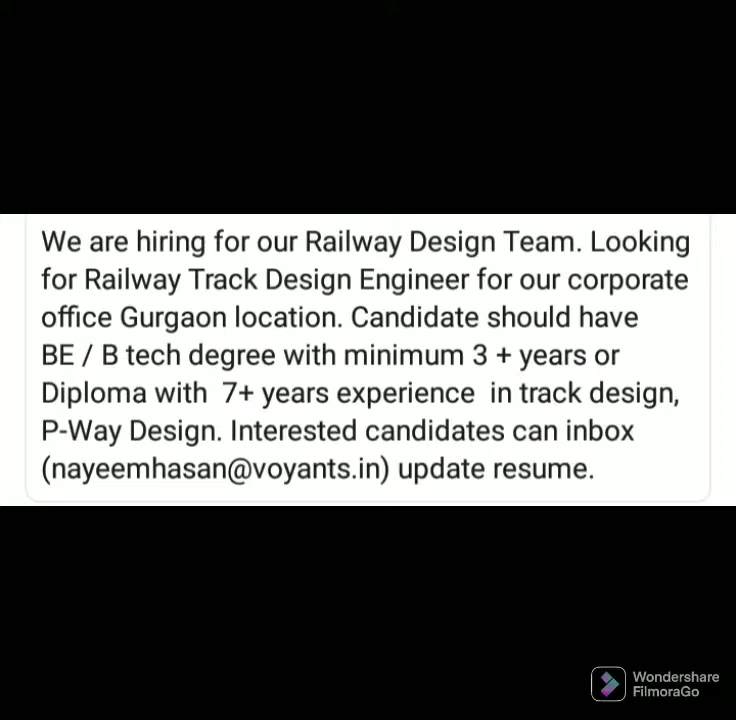 We are hiring for our Railway Design Team. Looking
for Railway Track Design Engineer for our corporate
office Gurgaon location. Candidate should have
BE / B tech degree with minimum 3 + years or
Diploma with 7+ years experience in track design,
P-Way Design. Interested candidates can inbox
(nayeemhasan@voyants.in) update resume.
Wondershare
FilmoraGo